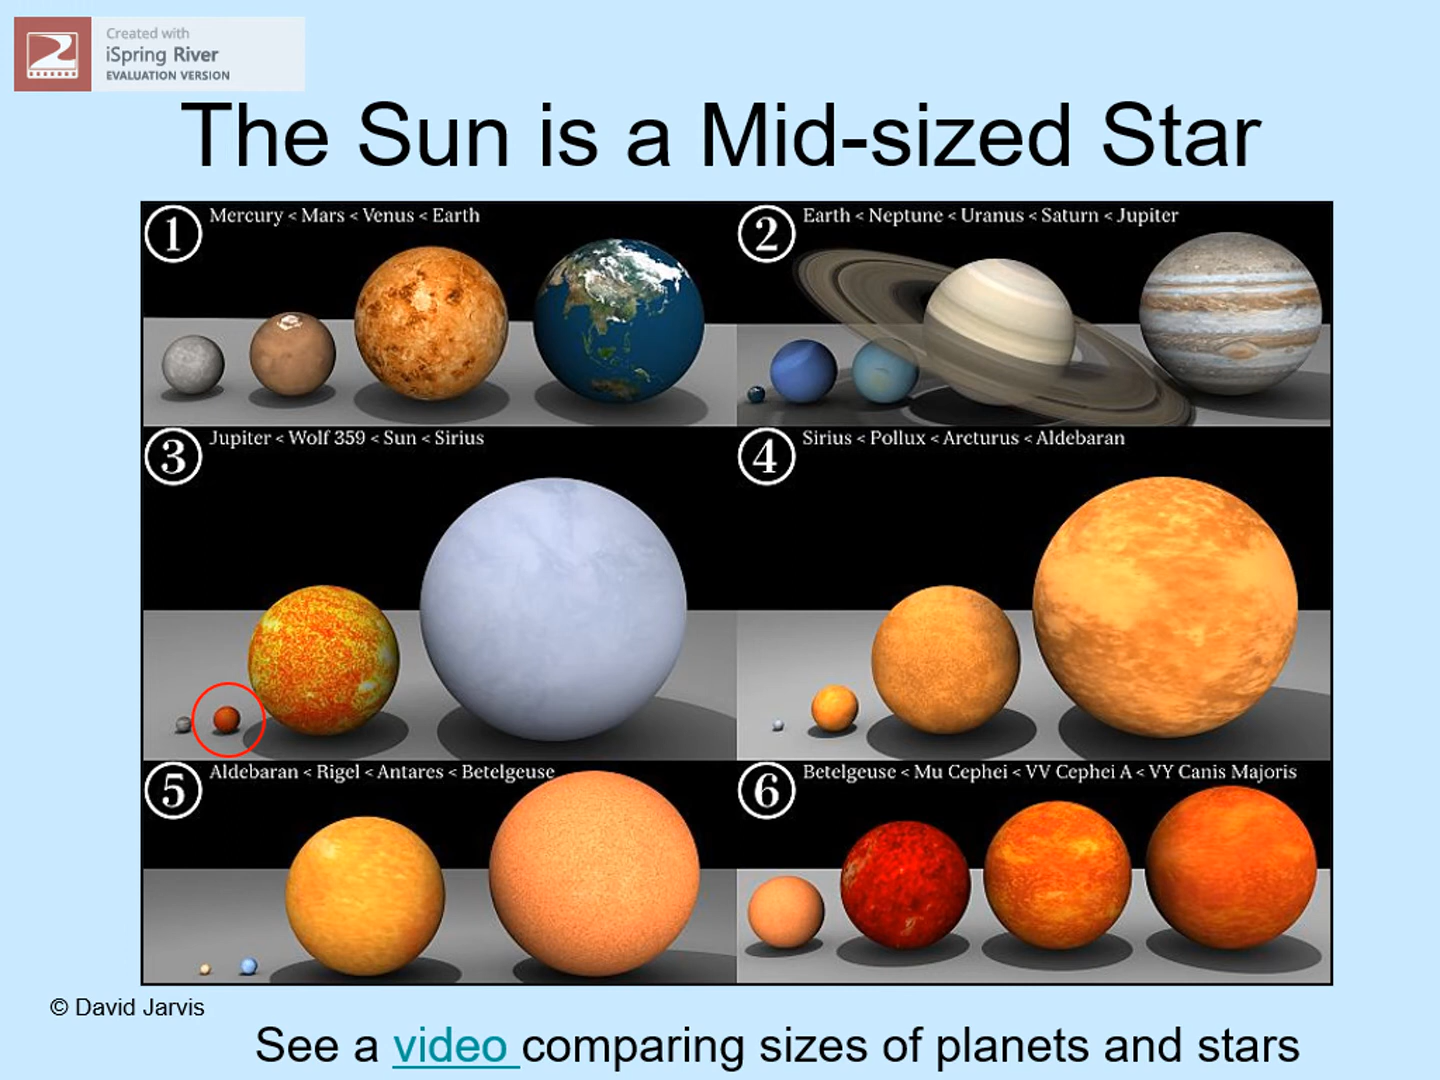 Created with
iSpring River
EVALUATION VERSION
The Sun is a Mid-sized Star
1 Mercury < Mars < Venus < Earth
2 Earth < Neptune < Uranus < Saturn < Jupiter
3 Jupiter < Wolf 359 < Sun < Sirius
4 Sirius < Pollux < Arcturus < Aldebaran
5 Aldebaran < Rigel < Antares < Betelgeuse
6 Betelgeuse < Mu Cephei < VV Cephei A < VY Canis Majoris
© David Jarvis
See a video comparing sizes of planets and stars